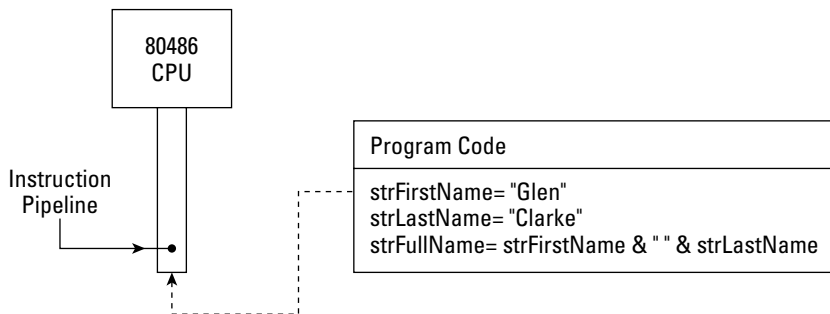 80486
CPU
Instruction
Pipeline
Program Code
strFirstName= "Glen"
strLastName= "Clarke"
strFullName= strFirstName & " " & strLastName